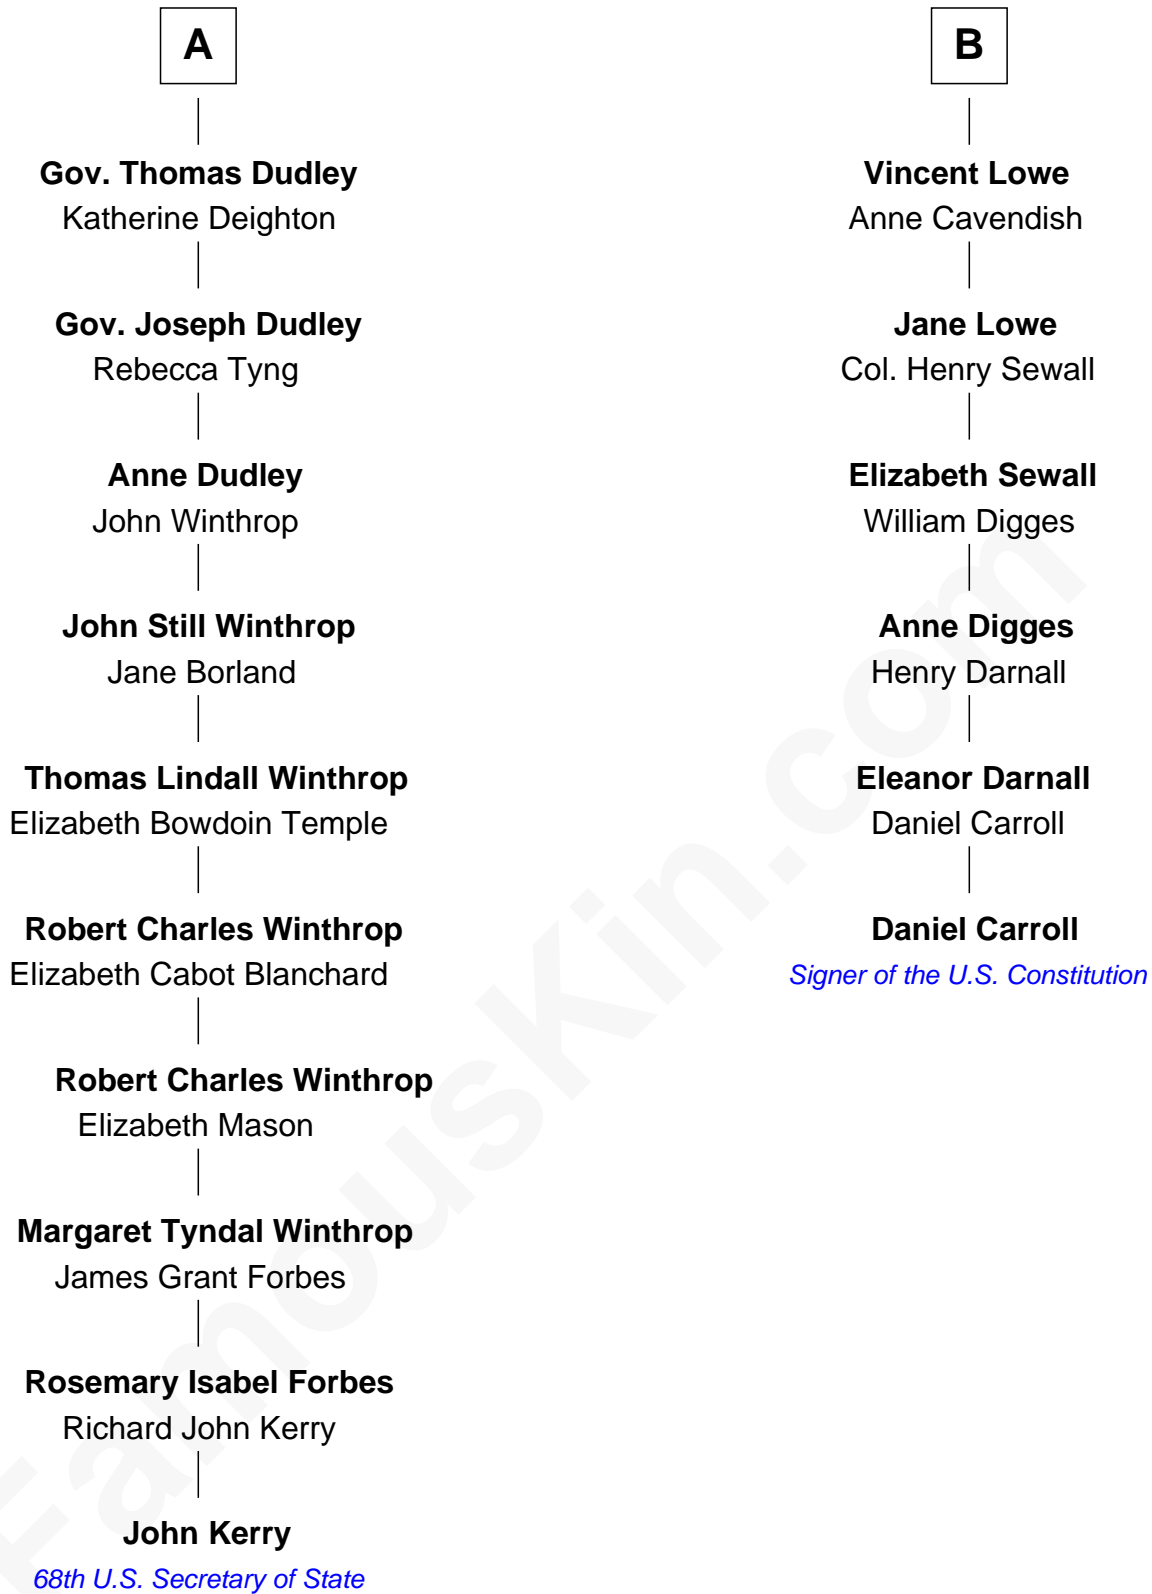 A
Gov. Thomas Dudley
Katherine Deighton
Gov. Joseph Dudley
Rebecca Tyng
Anne Dudley
John Winthrop
John Still Winthrop
Jane Borland
Thomas Lindall Winthrop
Elizabeth Bowdoin Temple
Robert Charles Winthrop
Elizabeth Cabot Blanchard
Robert Charles Winthrop
Elizabeth Mason
Margaret Tyndal Winthrop
James Grant Forbes
Rosemary Isabel Forbes
Richard John Kerry
John Kerry
68th U.S. Secretary of State
B
Vincent Lowe
Anne Cavendish
Jane Lowe
Col. Henry Sewall
Elizabeth Sewall
William Digges
Anne Digges
Henry Darnall
Eleanor Darnall
Daniel Carroll
Daniel Carroll
Signer of the U.S. Constitution
FamousKin.com